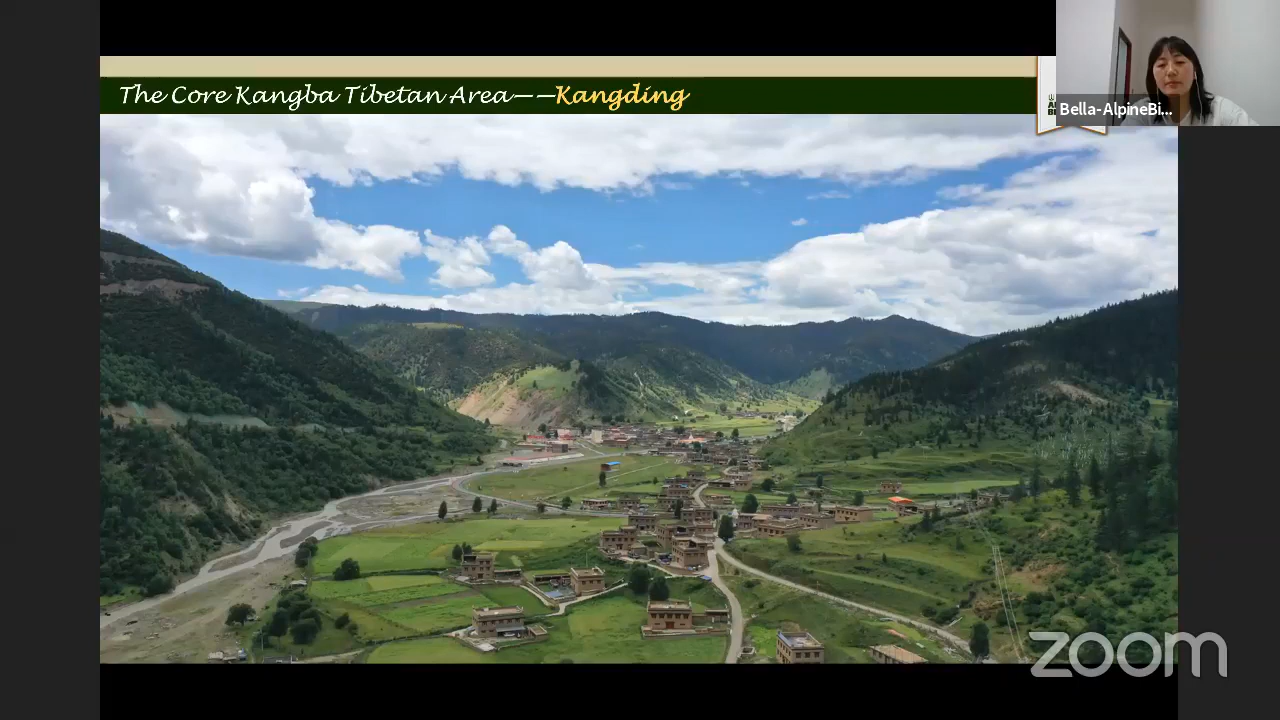 The Core Kangba Tibetan Area——Kangding
Bella-AlpineBi...
zoom